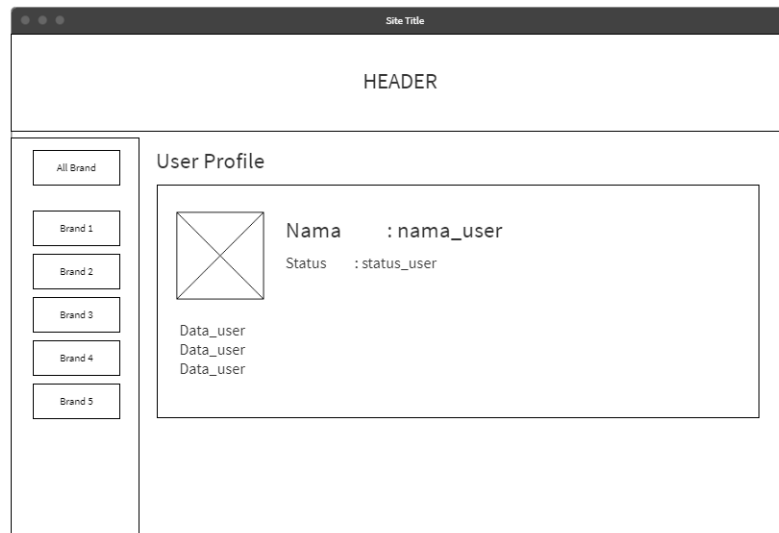 Site Title
HEADER
All Brand
Brand 1
Brand 2
Brand 3
Brand 4
Brand 5
User Profile
Nama : nama_user
Status : status_user
Data_user
Data_user
Data_user